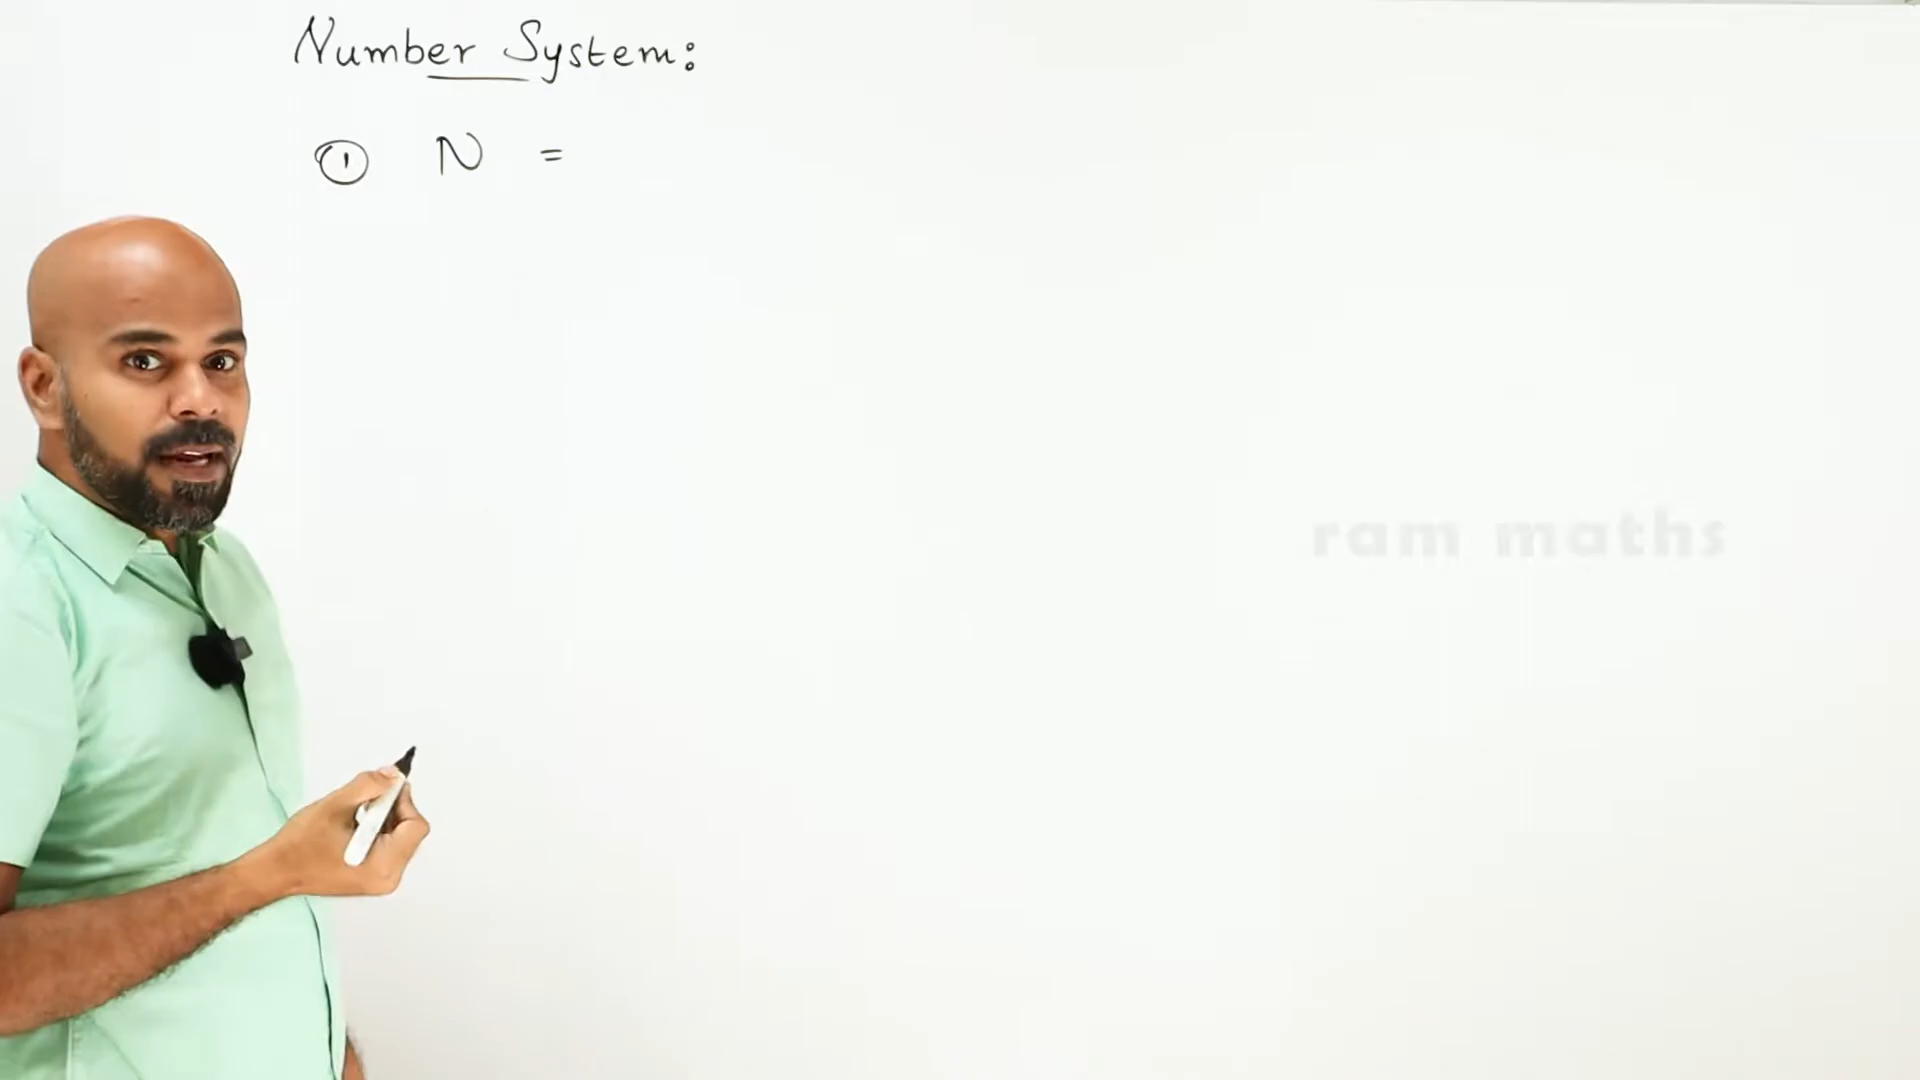 Number System:
① N =
ram maths